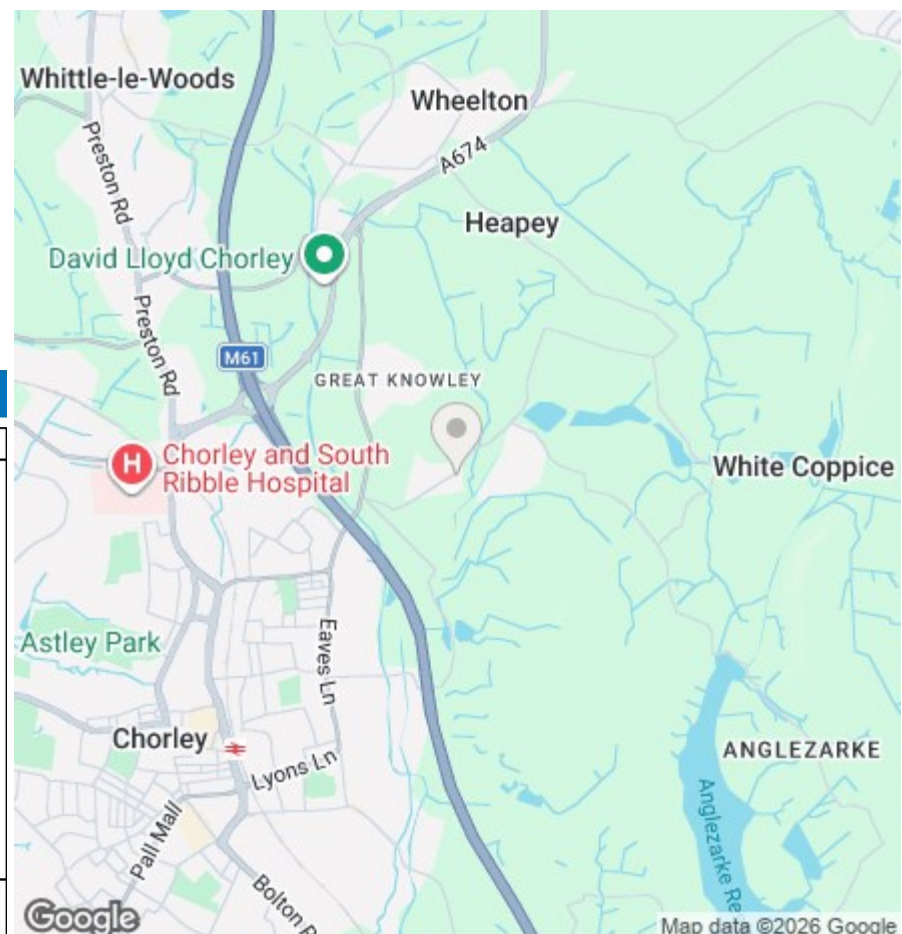 Whittle-le-Woods
Wheelton
Preston Rd
A674
Heapey
David Lloyd Chorley
Preston Rd
M61
GREAT KNOWLEY
H
Chorley and South
Ribble Hospital
White Coppice
Astley Park
Eaves Ln
Chorley
Lyons Ln
ANGLEZARKE
Pall Mall
Anglezarke Re
Bolton R
Google
Map data ©2026 Google